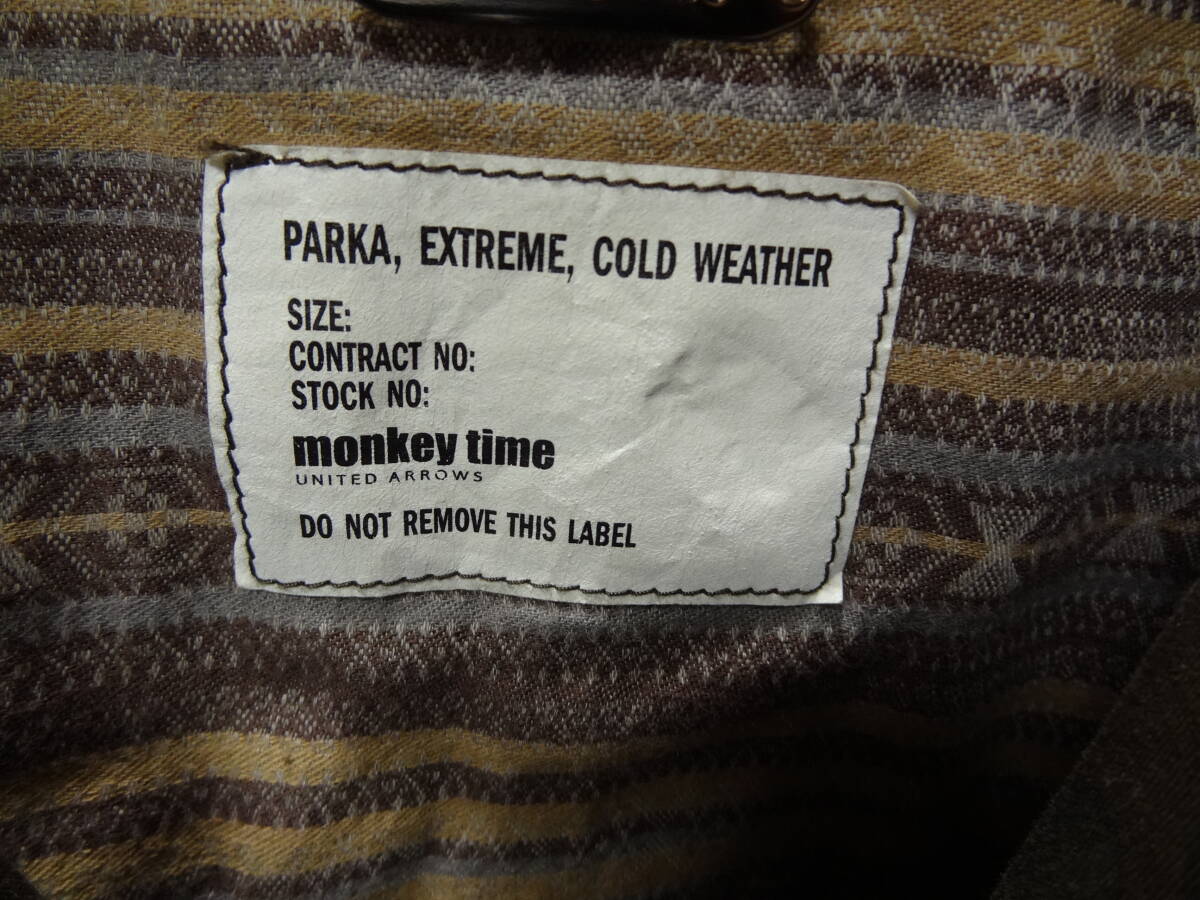 PARKA, EXTREME, COLD WEATHER
SIZE:
CONTRACT NO:
STOCK NO:
monkey time
UNITED ARROWS
DO NOT REMOVE THIS LABEL